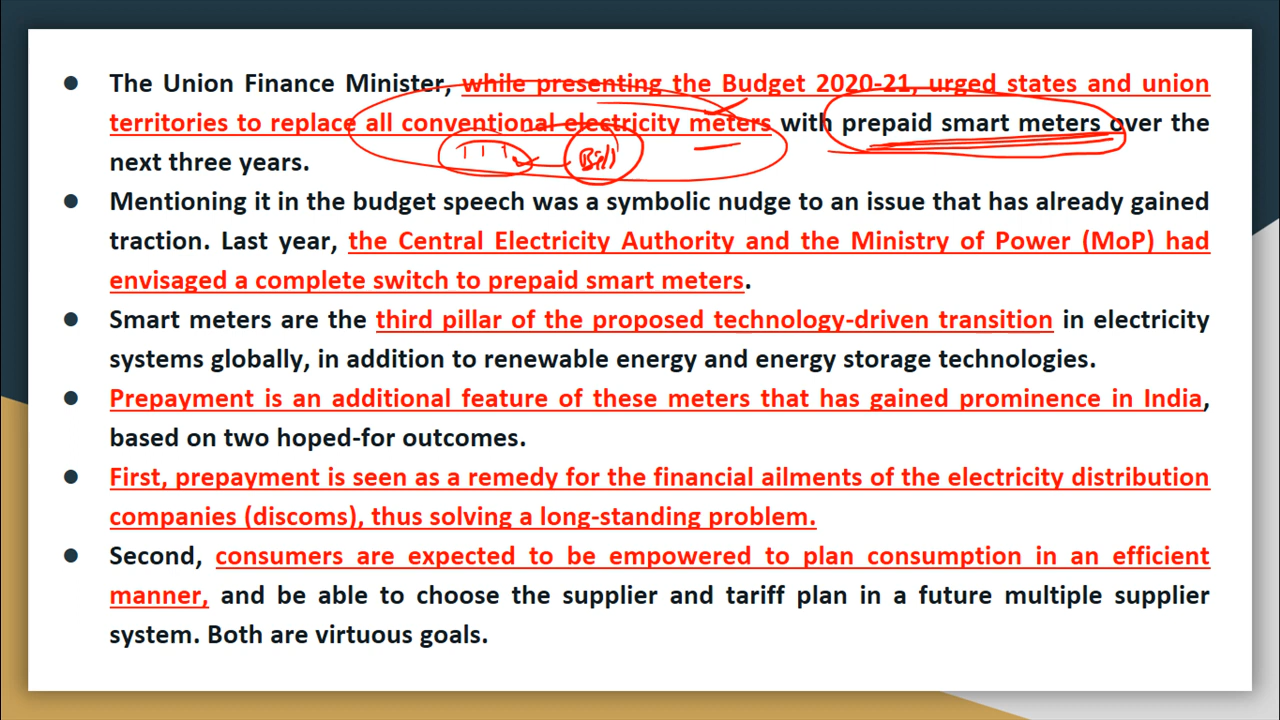 The Union Finance Minister, while presenting the Budget 2020-21, urged states and union
territories to replace all conventional electricity meters with prepaid smart meters over the
next three years.
Bill
Mentioning it in the budget speech was a symbolic nudge to an issue that has already gained
traction. Last year, the Central Electricity Authority and the Ministry of Power (MoP) had
envisaged a complete switch to prepaid smart meters.
Smart meters are the third pillar of the proposed technology-driven transition in electricity
systems globally, in addition to renewable energy and energy storage technologies.
Prepayment is an additional feature of these meters that has gained prominence in India,
based on two hoped-for outcomes.
First, prepayment is seen as a remedy for the financial ailments of the electricity distribution
companies (discoms), thus solving a long-standing problem.
Second, consumers are expected to be empowered to plan consumption in an efficient
manner, and be able to choose the supplier and tariff plan in a future multiple supplier
system. Both are virtuous goals.